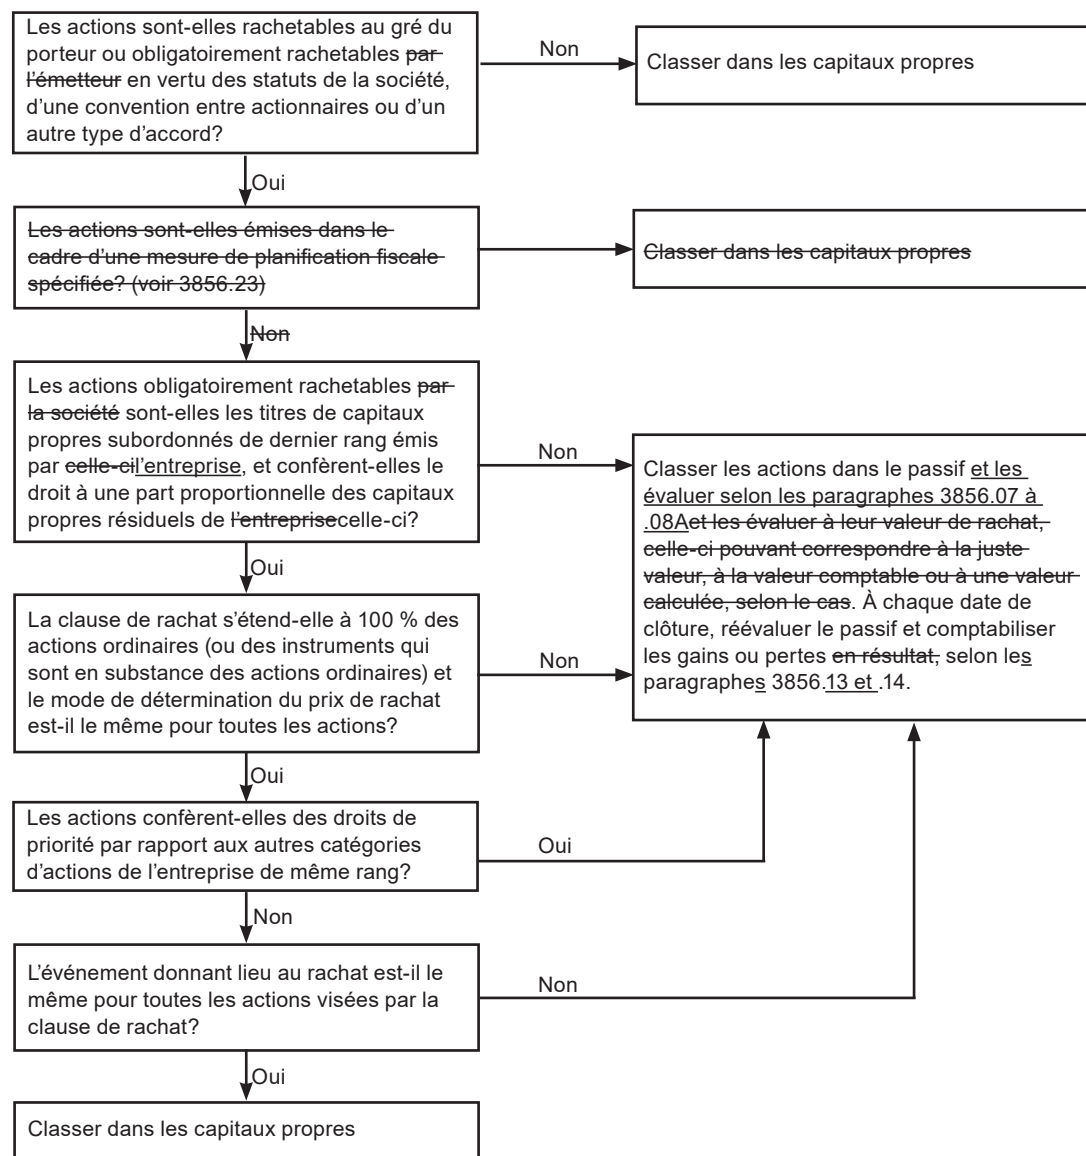 Les actions sont-elles rachetables au gré du
porteur ou obligatoirement rachetables par
l'émetteur en vertu des statuts de la société,
d'une convention entre actionnaires ou d'un
autre type d'accord?
Non
Classer dans les capitaux propres
Oui
Les actions sont-elles émises dans le
cadre d'une mesure de planification fiscale
spécifiée? (voir 3856.23)
Classer dans les capitaux propres
Non
Les actions obligatoirement rachetables par
la société sont-elles les titres de capitaux
propres subordonnés de dernier rang émis
par celle-cil'entreprise, et confèrent-elles le
droit à une part proportionnelle des capitaux
propres résiduels de l'entreprisecelle-ci?
Non
Classer les actions dans le passif et les
évaluer selon les paragraphes 3856.07 à
.08Aet les évaluer à leur valeur de rachat,
celle-ci pouvant correspondre à la juste
valeur, à la valeur comptable ou à une valeur
calculée, selon le cas. À chaque date de
clôture, réévaluer le passif et comptabiliser
les gains ou pertes en résultat, selon les
paragraphes 3856.13 et .14.
Oui
La clause de rachat s'étend-elle à 100 % des
actions ordinaires (ou des instruments qui
sont en substance des actions ordinaires) et
le mode de détermination du prix de rachat
est-il le même pour toutes les actions?
Non
Oui
Les actions confèrent-elles des droits de
priorité par rapport aux autres catégories
d'actions de l'entreprise de même rang?
Oui
Non
L'événement donnant lieu au rachat est-il le
même pour toutes les actions visées par la
clause de rachat?
Non
Oui
Classer dans les capitaux propres